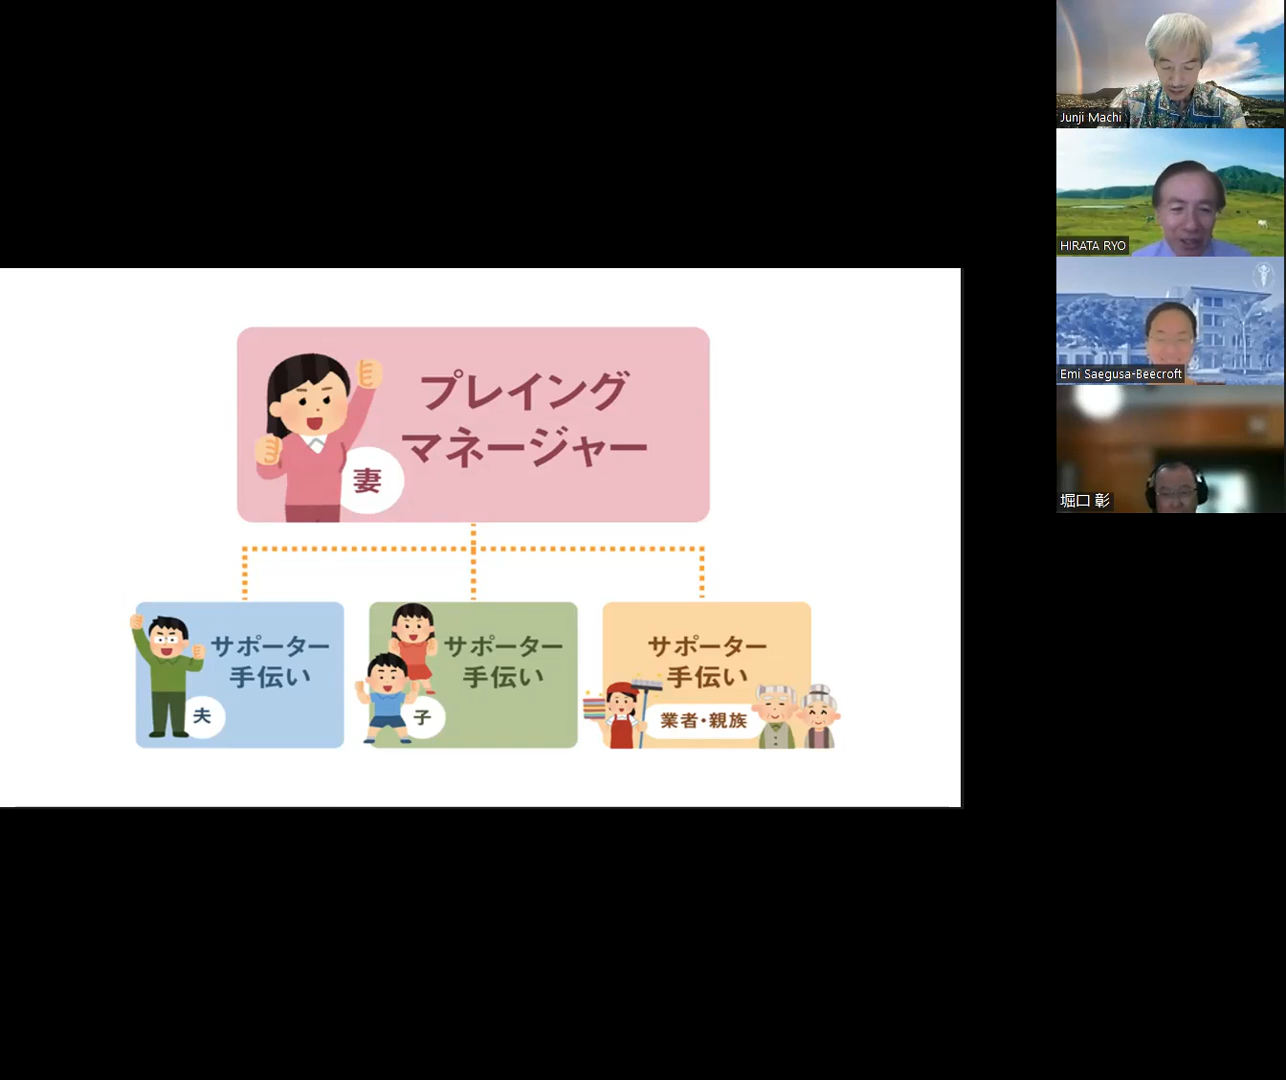 プレイング
マネージャー
妻
サポーター
手伝い
夫
サポーター
手伝い
子
サポーター
手伝い
業者・親族
Junji Machi
HIRATA RYO
Emi Saegusa-Beecroft
堀口 彰